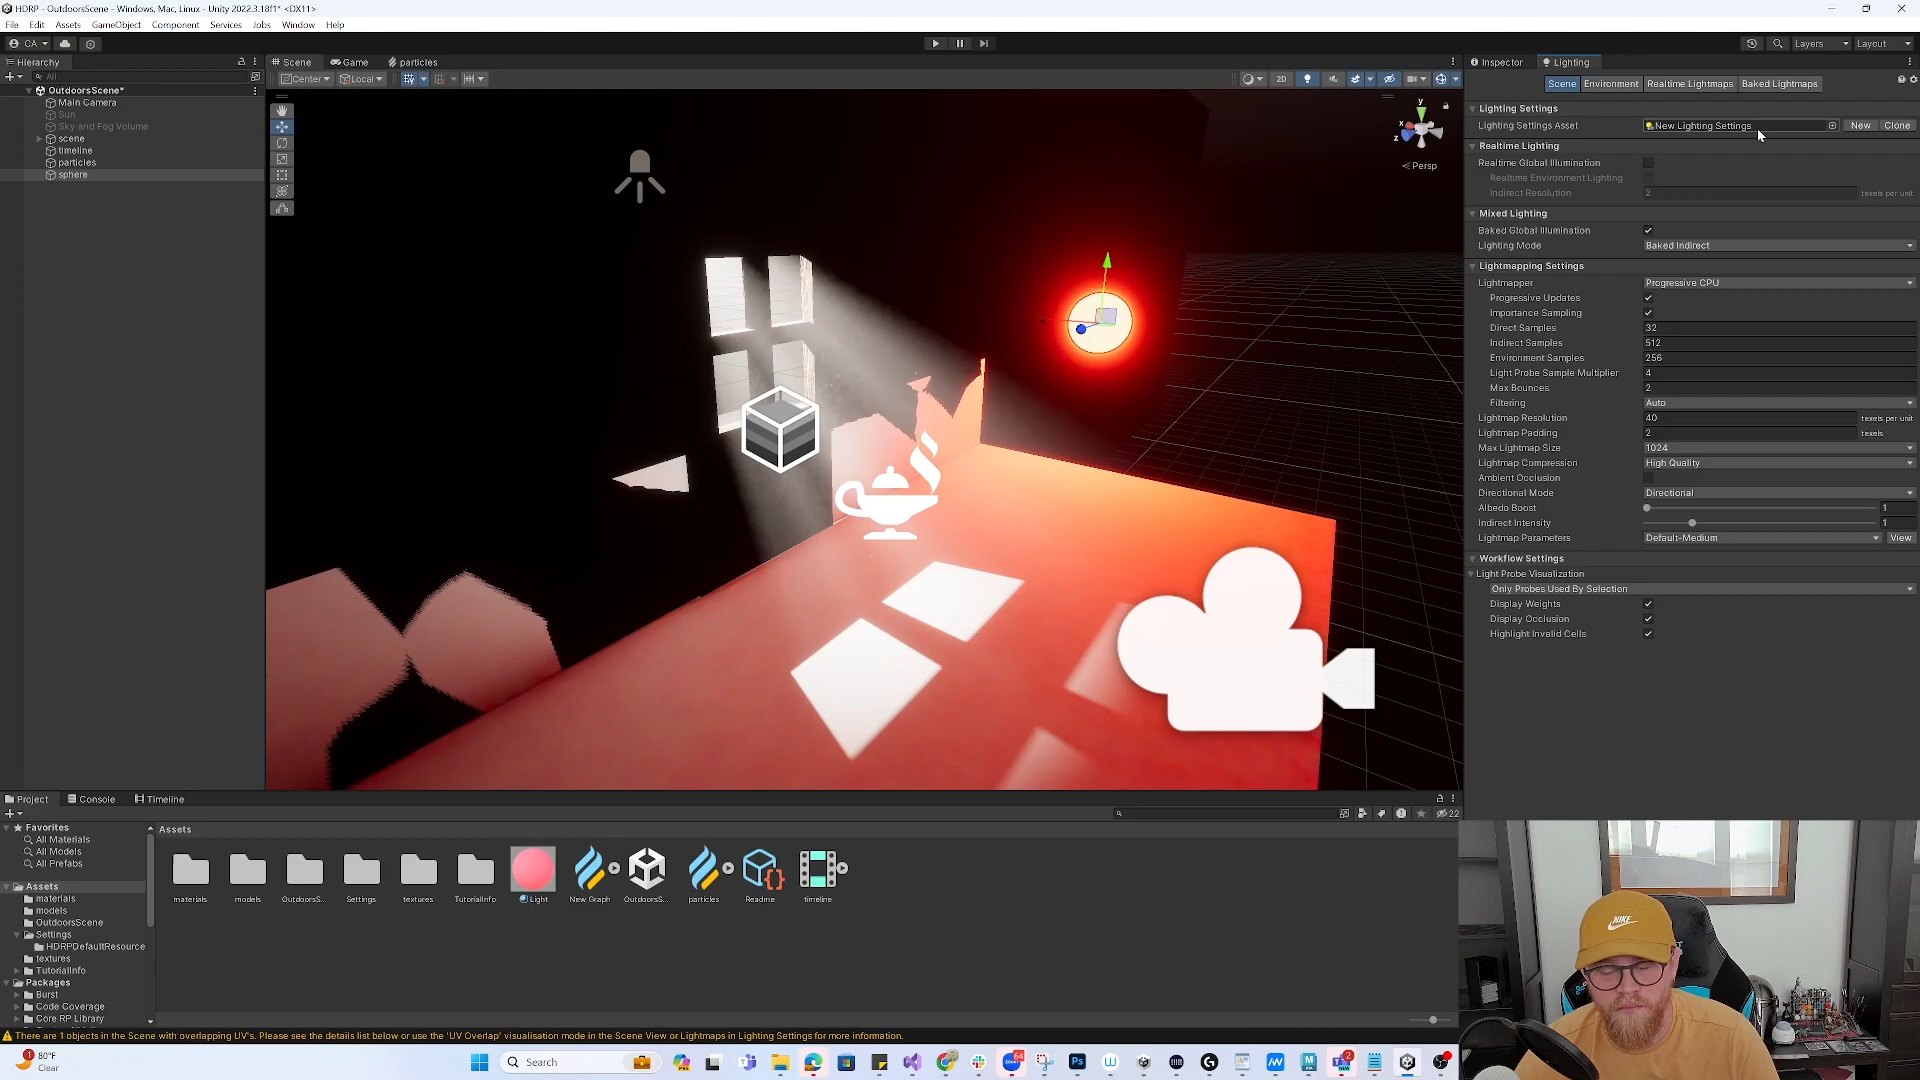 HDRP - OutdoorsScene - Windows, Mac, Linux - Unity 2022.3.18f1* <DX11>
File Edit Assets GameObject Component Services Jobs Window Help
CA
Layers
Layout
Hierarchy
All
OutdoorsScene*
Main Camera
Sun
Sky and Fog Volume
scene
timeline
particles
sphere
Scene Game particles
Center Local
2D
y
x
z
Persp
Inspector Lighting
Scene Environment Realtime Lightmaps Baked Lightmaps
Lighting Settings
Lighting Settings Asset New Lighting Settings New Clone
Realtime Lighting
Realtime Global Illumination
Realtime Environment Lighting
Indirect Resolution 2 texels per unit
Mixed Lighting
Baked Global Illumination
Lighting Mode Baked Indirect
Lightmapping Settings
Lightmapper Progressive CPU
Progressive Updates
Importance Sampling
Direct Samples 32
Indirect Samples 512
Environment Samples 256
Light Probe Sample Multiplier 4
Max Bounces 2
Filtering Auto
Lightmap Resolution 40 texels per unit
Lightmap Padding 2 texels
Max Lightmap Size 1024
Lightmap Compression High Quality
Ambient Occlusion
Directional Mode Directional
Albedo Boost 1
Indirect Intensity 1
Lightmap Parameters Default-Medium View
Workflow Settings
Light Probe Visualization
Only Probes Used By Selection
Display Weights
Display Occlusion
Highlight Invalid Cells
Project Console Timeline
22
Favorites
All Materials
All Models
All Prefabs
Assets
materials
models
OutdoorsScene
Settings
HDRPDefaultResource
textures
TutorialInfo
Packages
Burst
Code Coverage
Core RP Library
Assets
materials models OutdoorsS... Settings textures TutorialInfo Light New Graph OutdoorsS... particles Readme timeline
There are 1 objects in the Scene with overlapping UV's. Please see the details list below or use the 'UV Overlap' visualisation mode in the Scene View or Lightmaps in Lighting Settings for more information.
1
80°F
Clear
Search
64
2
NIKE